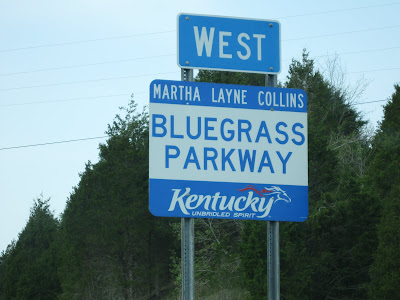 WEST
MARTHA LAYNE COLLINS
BLUEGRASS
PARKWAY
Kentucky
UNBRIDLED SPIRIT